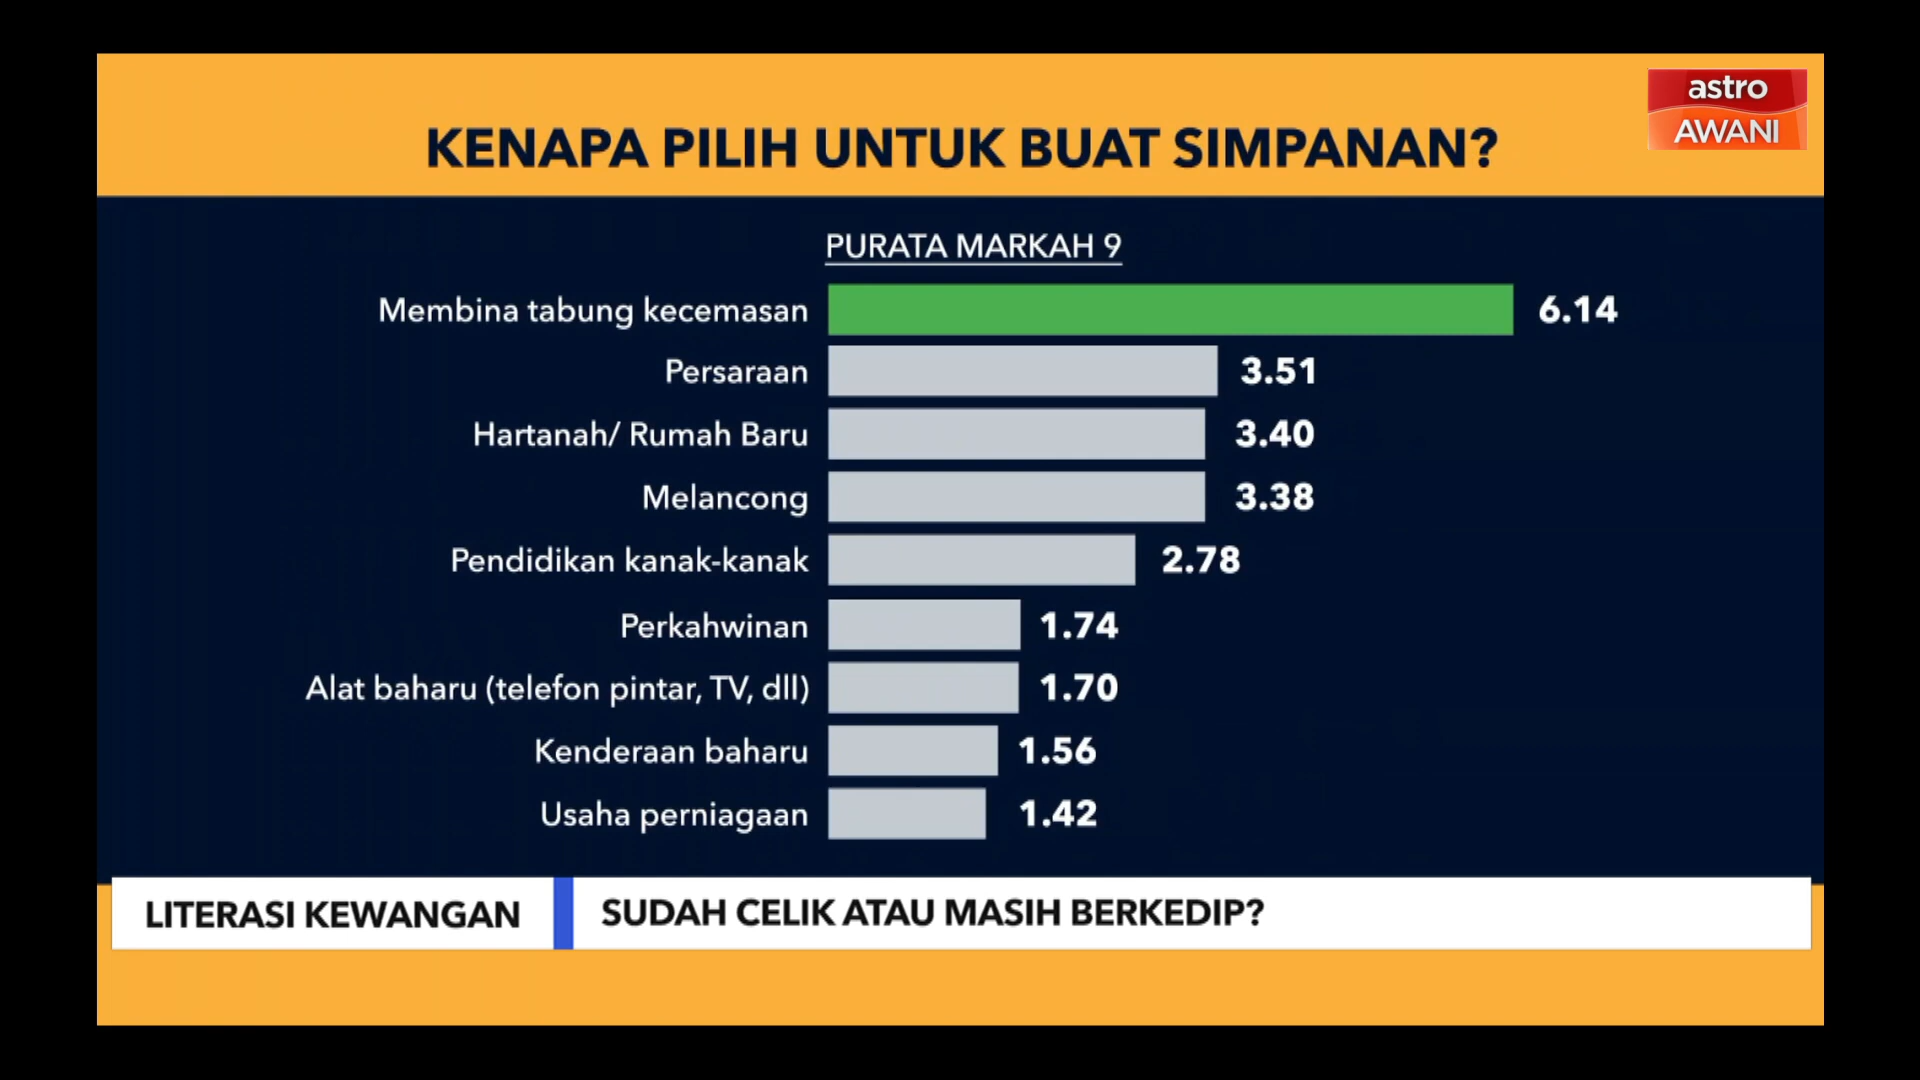 astro
AWANI
KENAPA PILIH UNTUK BUAT SIMPANAN?
PURATA MARKAH 9
Membina tabung kecemasan 6.14
Persaraan 3.51
Hartanah/ Rumah Baru 3.40
Melancong 3.38
Pendidikan kanak-kanak 2.78
Perkahwinan 1.74
Alat baharu (telefon pintar, TV, dll) 1.70
Kenderaan baharu 1.56
Usaha perniagaan 1.42
LITERASI KEWANGAN SUDAH CELIK ATAU MASIH BERKEDIP?